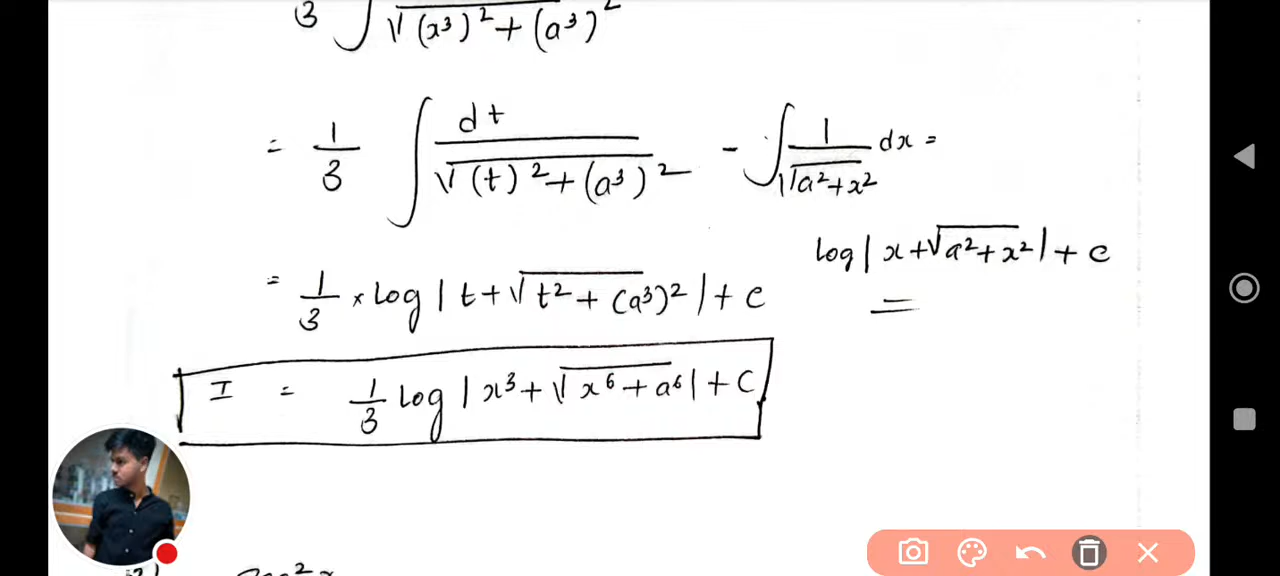 3 ∫ √(x³)² + (a³)²
= 1/3 ∫ dt / √(t)² + (a³)² - ∫ 1/√a²+x² dx =
log | x + √a² + x² | + c
= 1/3 × log | t + √t² + (a³)² | + c
I = 1/3 log | x³ + √x⁶ + a⁶ | + C